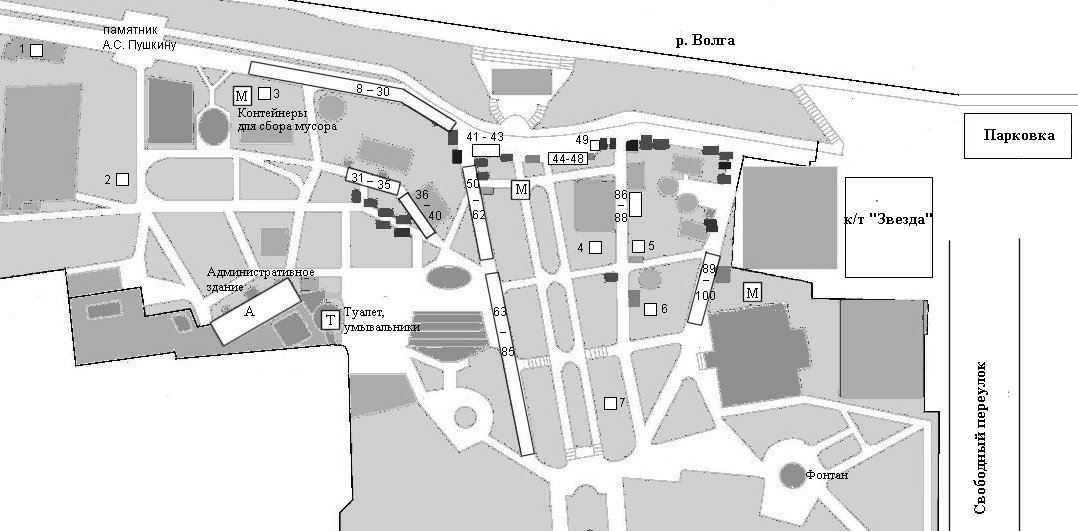 памятник
А.С. Пушкину
р. Волга
1
8 – 30
М
3
Контейнеры
для сбора мусора
41 - 43
49
44-48
Парковка
2
31 – 35
36
–
40
50
–
62
М
86
–
88
к/т "Звезда"
4
5
Административное
здание
А
Т
Туалет,
умывальники
63
–
85
6
89
–
100
М
7
Фонтан
Свободный переулок